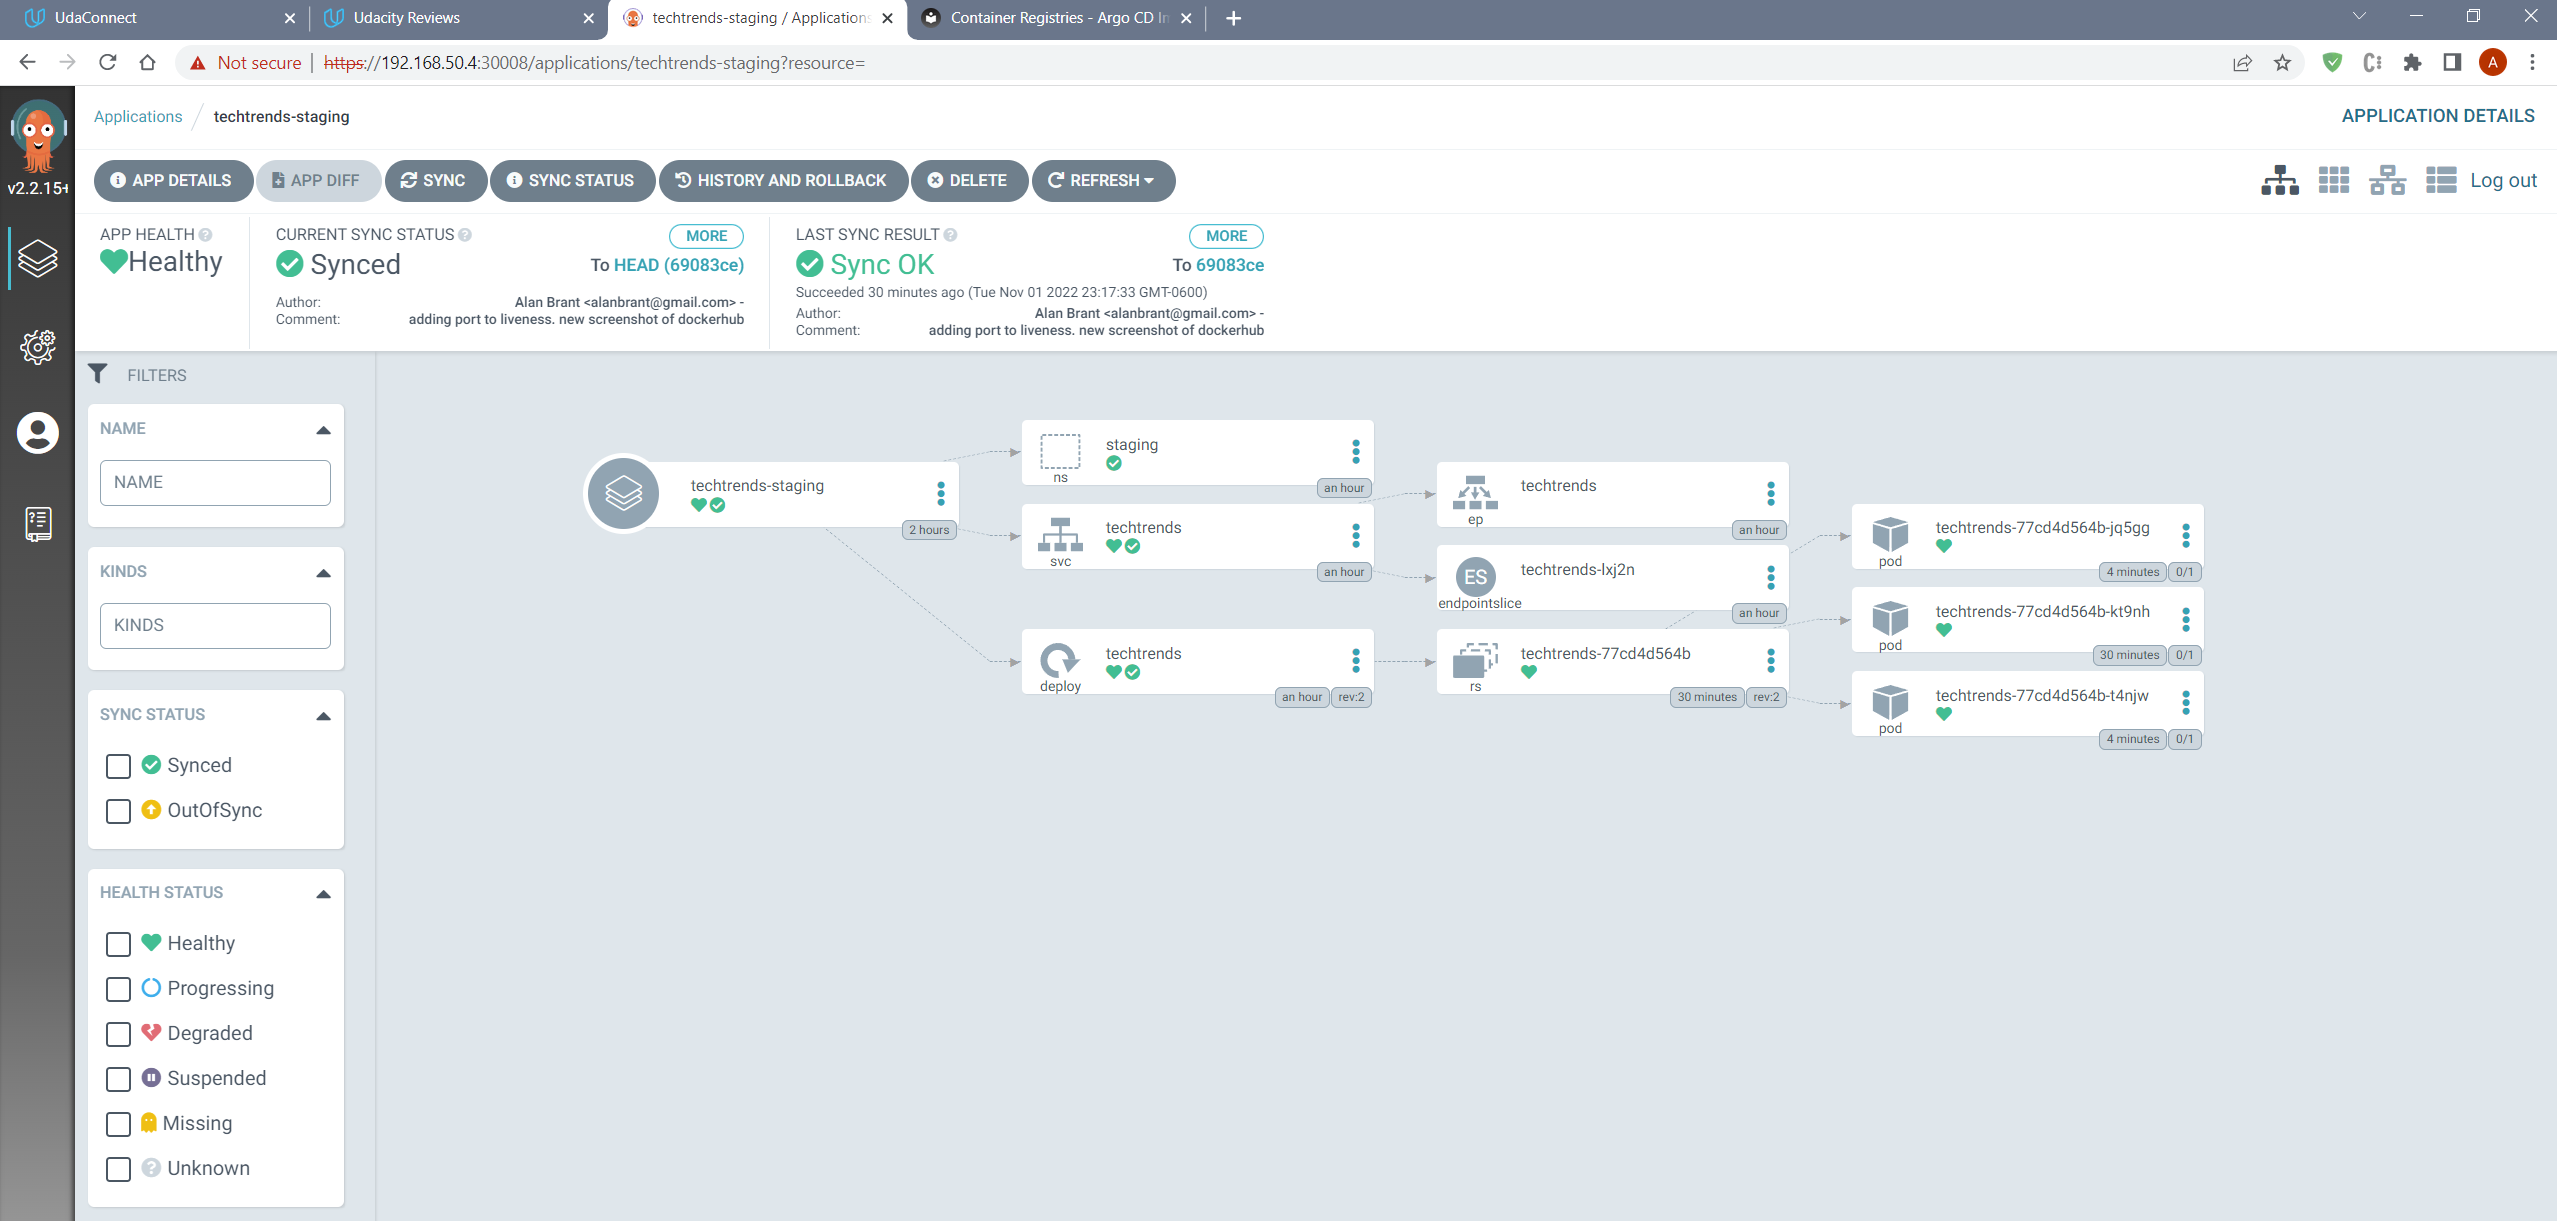 UdaConnect
Udacity Reviews
techtrends-staging / Applications
Container Registries - Argo CD Im
Not secure
https://192.168.50.4:30008/applications/techtrends-staging?resource=
A
v2.2.15+
Applications / techtrends-staging
APPLICATION DETAILS
APP DETAILS
APP DIFF
SYNC
SYNC STATUS
HISTORY AND ROLLBACK
DELETE
REFRESH
Log out
APP HEALTH
Healthy
CURRENT SYNC STATUS
MORE
Synced
To HEAD (69083ce)
Author:
Alan Brant <alanbrant@gmail.com> -
Comment:
adding port to liveness. new screenshot of dockerhub
LAST SYNC RESULT
MORE
Sync OK
To 69083ce
Succeeded 30 minutes ago (Tue Nov 01 2022 23:17:33 GMT-0600)
Author:
Alan Brant <alanbrant@gmail.com> -
Comment:
adding port to liveness. new screenshot of dockerhub
FILTERS
NAME
NAME
KINDS
KINDS
SYNC STATUS
Synced
OutOfSync
HEALTH STATUS
Healthy
Progressing
Degraded
Suspended
Missing
Unknown
techtrends-staging
2 hours
staging
ns
an hour
techtrends
svc
an hour
techtrends
deploy
an hour
rev:2
techtrends
ep
an hour
ES
techtrends-lxj2n
endpointslice
an hour
techtrends-77cd4d564b
rs
30 minutes
rev:2
techtrends-77cd4d564b-jq5gg
pod
4 minutes
0/1
techtrends-77cd4d564b-kt9nh
pod
30 minutes
0/1
techtrends-77cd4d564b-t4njw
pod
4 minutes
0/1